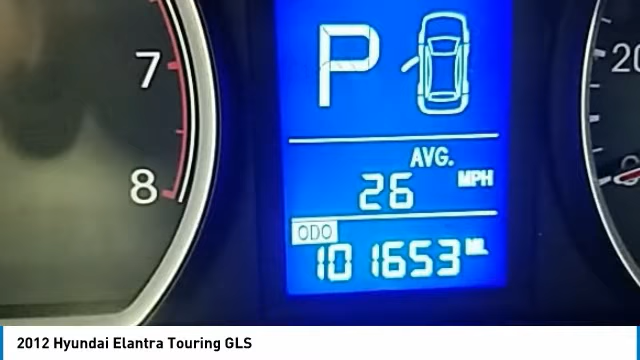 7
8
P
AVG.
26 MPH
ODO
101653 MI.
20
2012 Hyundai Elantra Touring GLS